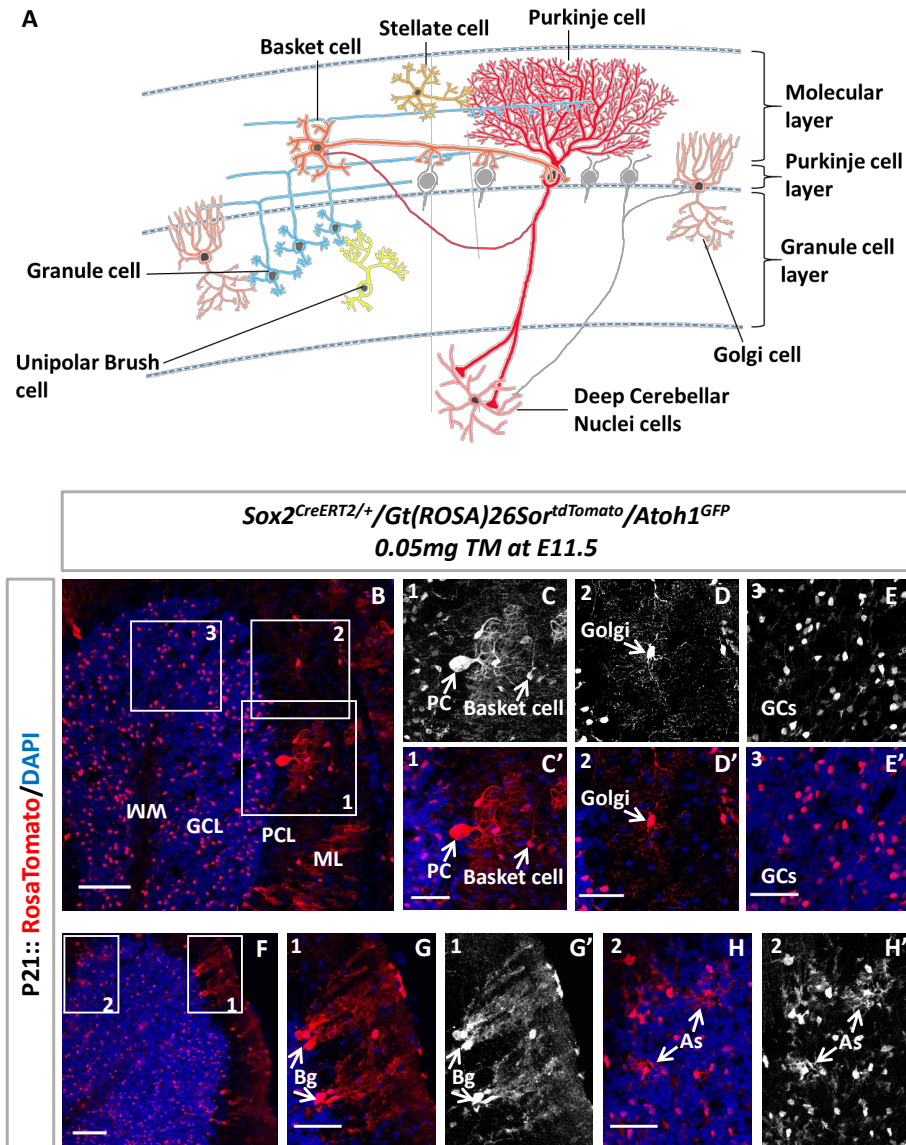 A
Stellate cell
Purkinje cell
Basket cell
Molecular
layer
Purkinje cell
layer
Granule cell
Granule cell
layer
Unipolar Brush
cell
Golgi cell
Deep Cerebellar
Nuclei cells
Sox2CreERT2/+/Gt(ROSA)26SortdTomato/Atoh1GFP
0.05mg TM at E11.5
P21:: RosaTomato/DAPI
B
3
2
1
WM
GCL
PCL
ML
1
C
PC
Basket cell
2
D
Golgi
3
E
GCs
1
C'
PC
Basket cell
2
D'
Golgi
3
E'
GCs
F
2
1
1
G
Bg
1
G'
Bg
2
H
As
2
H'
As